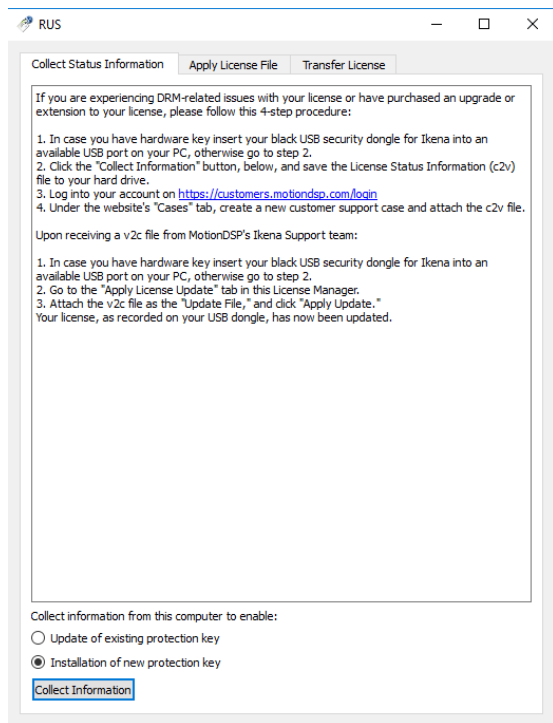 RUS
Collect Status Information
Apply License File
Transfer License
If you are experiencing DRM-related issues with your license or have purchased an upgrade or
extension to your license, please follow this 4-step procedure:
1. In case you have hardware key insert your black USB security dongle for Ikena into an
available USB port on your PC, otherwise go to step 2.
2. Click the "Collect Information" button, below, and save the License Status Information (c2v)
file to your hard drive.
3. Log into your account on https://customers.motiondsp.com/login
4. Under the website's "Cases" tab, create a new customer support case and attach the c2v file.
Upon receiving a v2c file from MotionDSP's Ikena Support team:
1. In case you have hardware key insert your black USB security dongle for Ikena into an
available USB port on your PC, otherwise go to step 2.
2. Go to the "Apply License Update" tab in this License Manager.
3. Attach the v2c file as the "Update File," and click "Apply Update."
Your license, as recorded on your USB dongle, has now been updated.
Collect information from this computer to enable:
Update of existing protection key
Installation of new protection key
Collect Information